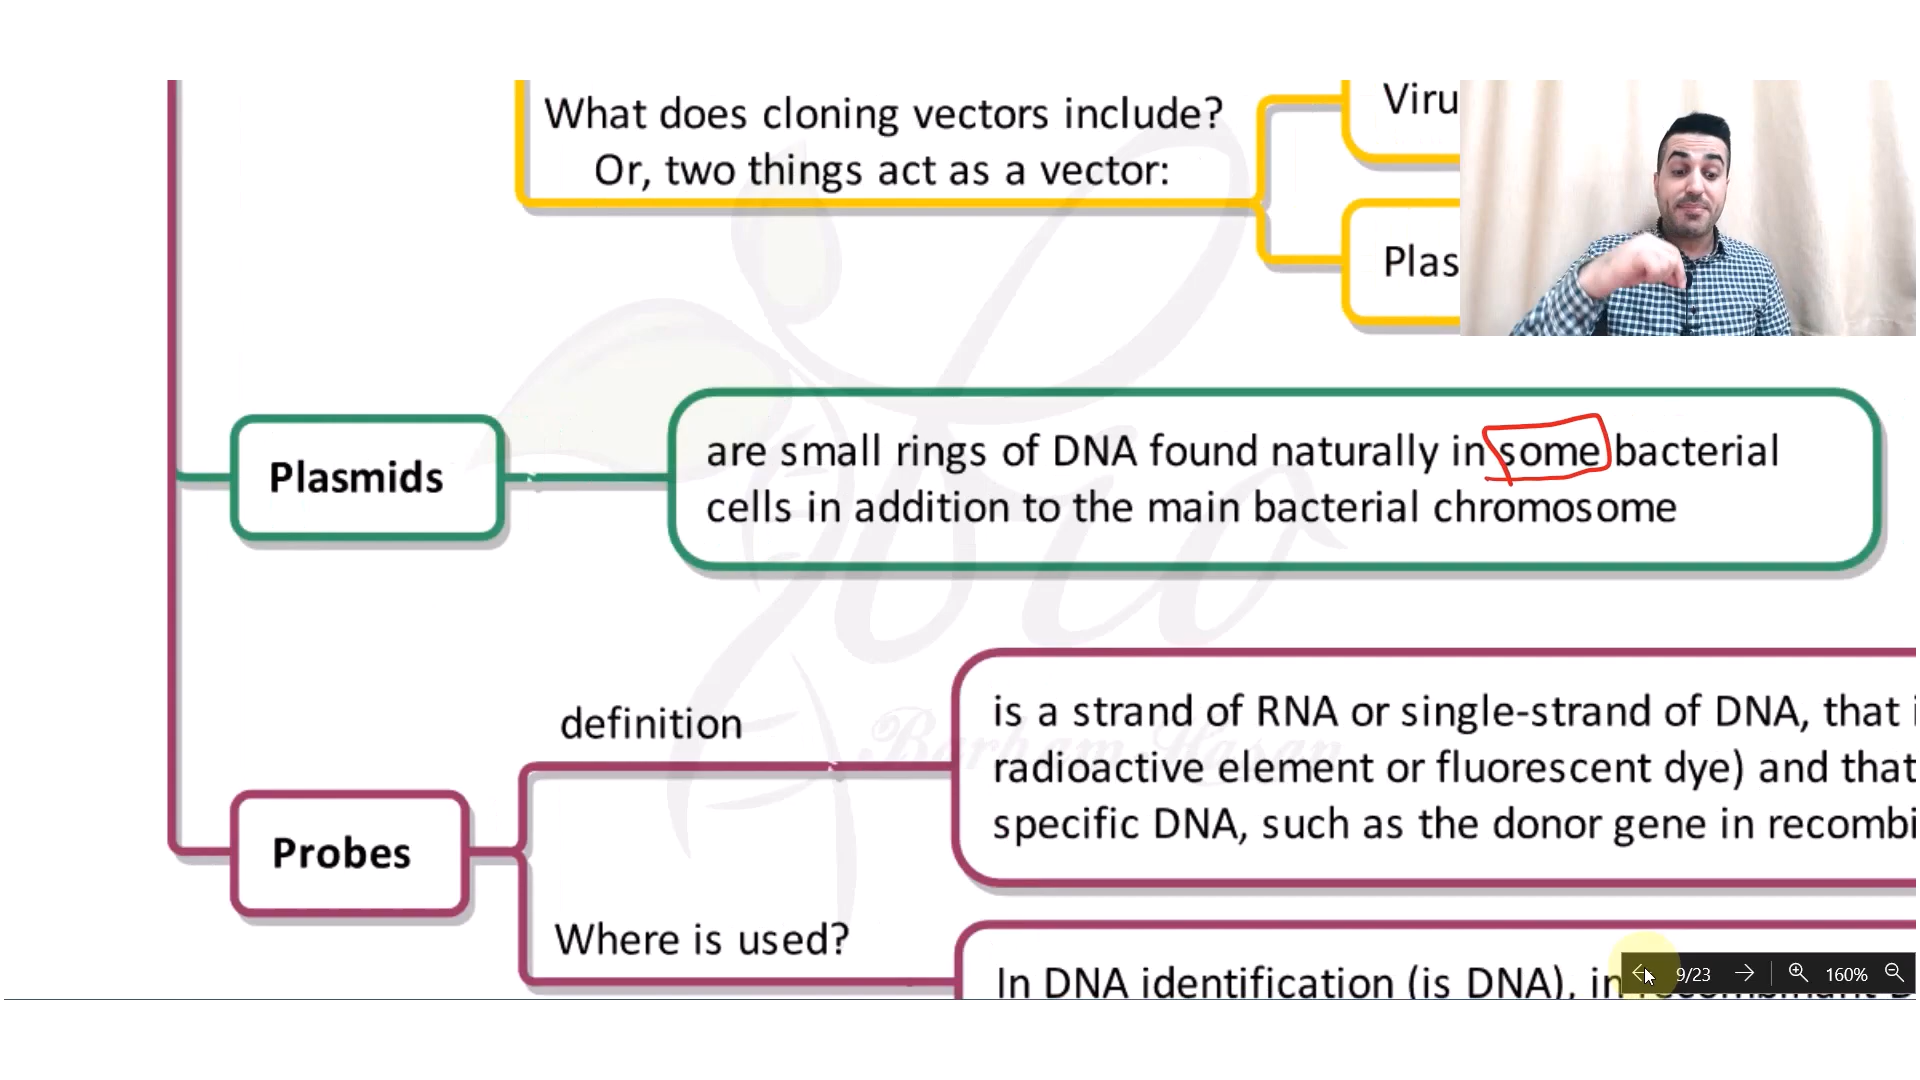 What does cloning vectors include?
Or, two things act as a vector:
Viru
Plas
Plasmids
are small rings of DNA found naturally in some bacterial
cells in addition to the main bacterial chromosome
definition
is a strand of RNA or single-strand of DNA, that i
radioactive element or fluorescent dye) and that
specific DNA, such as the donor gene in recombi
Probes
Where is used?
In DNA identification (is DNA), in
Bio
Barham Hasan
9/23
160%